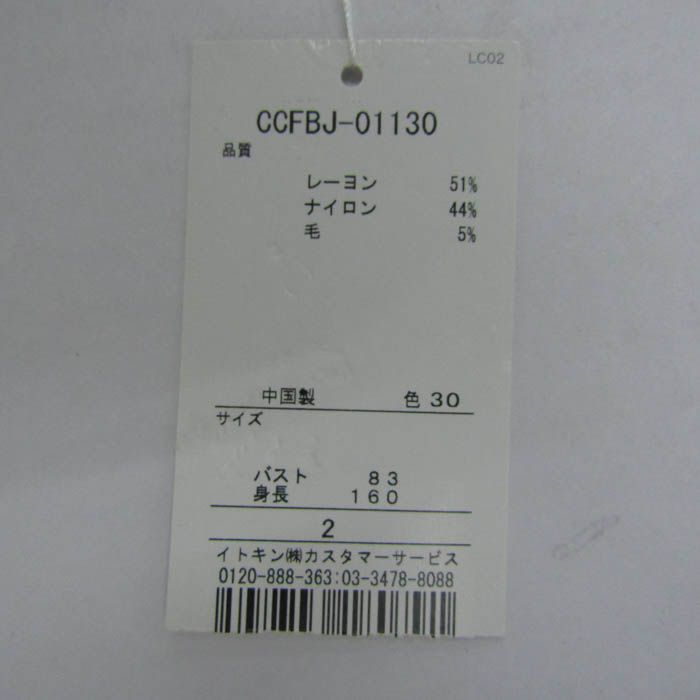 LC02
CCFBJ-01130
品質
レーヨン 51%
ナイロン 44%
毛 5%
中国製 色30
サイズ
バスト 83
身長 160
2
イトキン㈱カスタマーサービス
0120-888-363:03-3478-8088